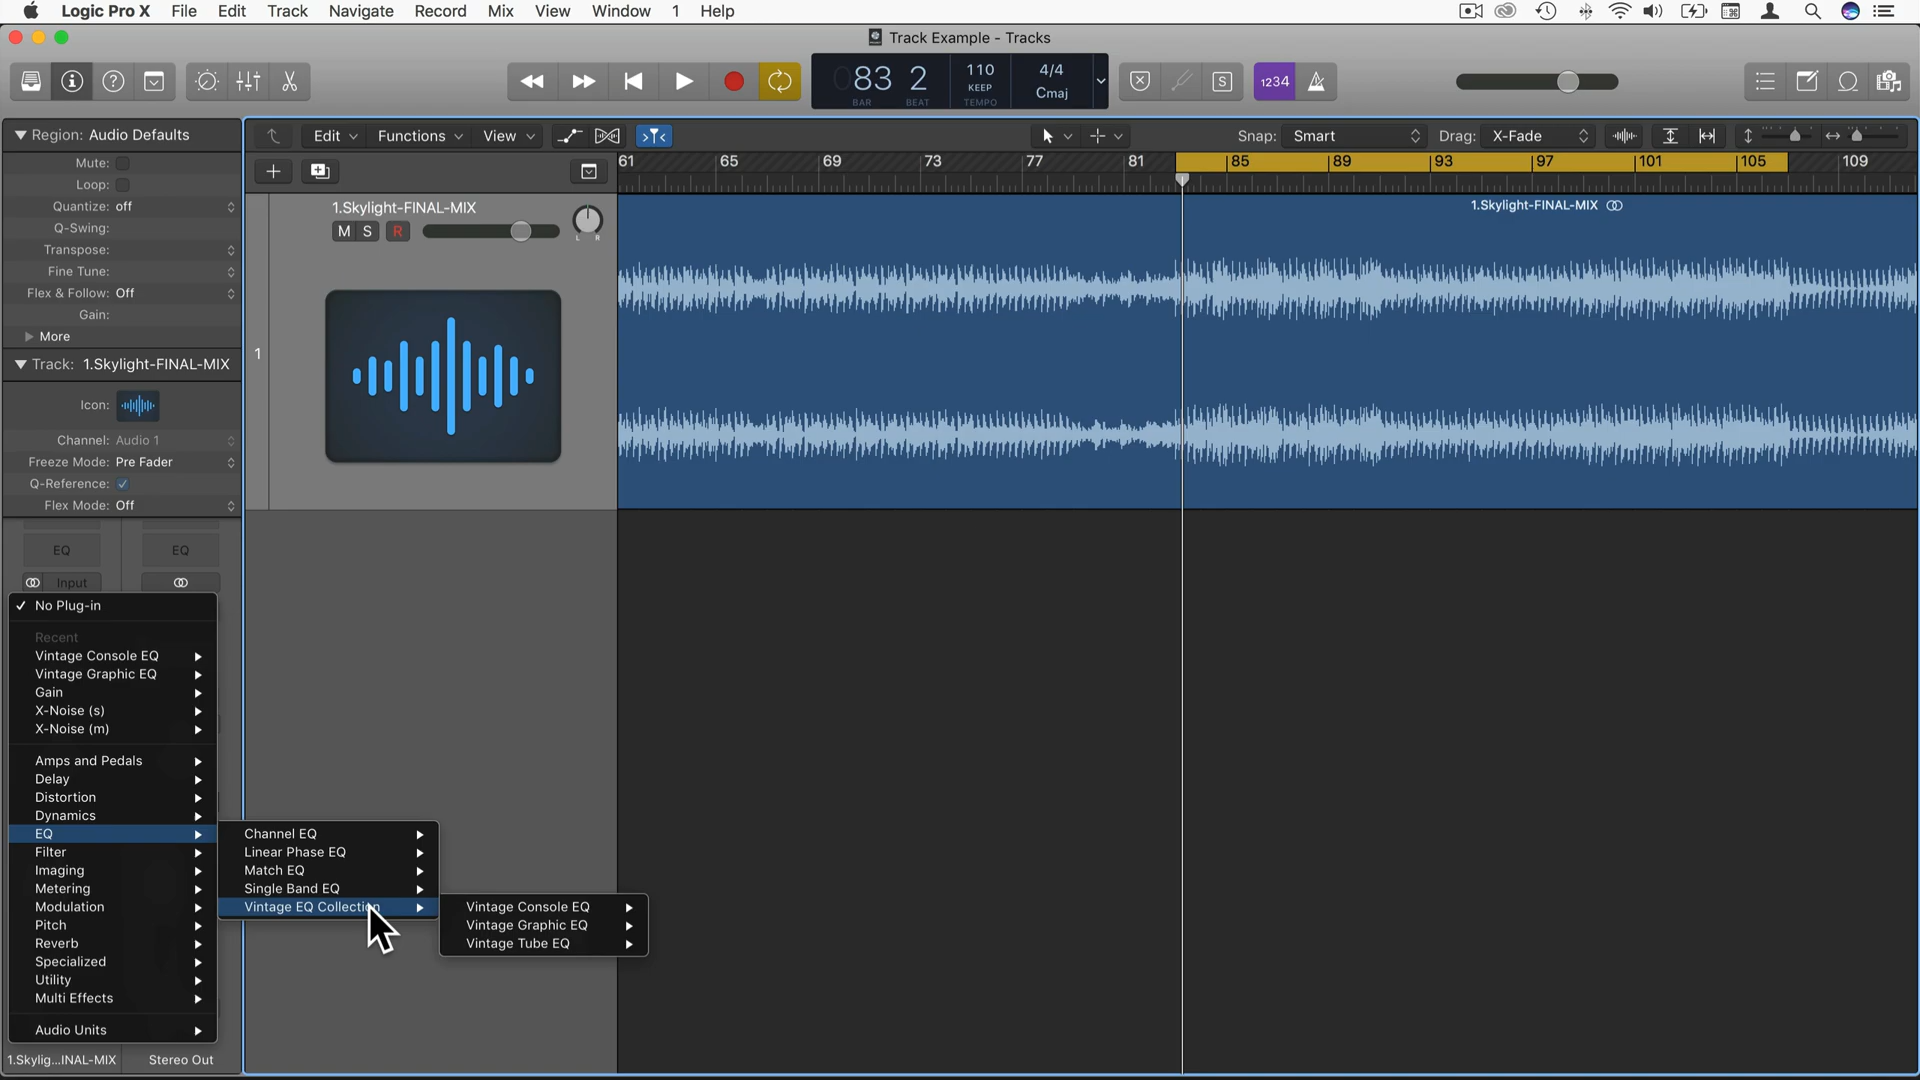 Logic Pro X File Edit Track Navigate Record Mix View Window 1 Help
Track Example - Tracks
83 2 110 4/4
KEEP Cmaj
BAR BEAT TEMPO
S 1234
Region: Audio Defaults
Edit Functions View Snap: Smart Drag: X-Fade
Mute:
Loop:
Quantize: off
Q-Swing:
Transpose:
Fine Tune:
Flex & Follow: Off
Gain:
More
61 65 69 73 77 81 85 89 93 97 101 105 109
1.Skylight-FINAL-MIX
M S R
L R
1
1.Skylight-FINAL-MIX
Track: 1.Skylight-FINAL-MIX
Icon:
Channel: Audio 1
Freeze Mode: Pre Fader
Q-Reference:
Flex Mode: Off
EQ EQ
Input
No Plug-in
Recent
Vintage Console EQ
Vintage Graphic EQ
Gain
X-Noise (s)
X-Noise (m)
Amps and Pedals
Delay
Distortion
Dynamics
EQ
Filter
Imaging
Metering
Modulation
Pitch
Reverb
Specialized
Utility
Multi Effects
Audio Units
Channel EQ
Linear Phase EQ
Match EQ
Single Band EQ
Vintage EQ Collection
Vintage Console EQ
Vintage Graphic EQ
Vintage Tube EQ
1.Skylig...INAL-MIX Stereo Out